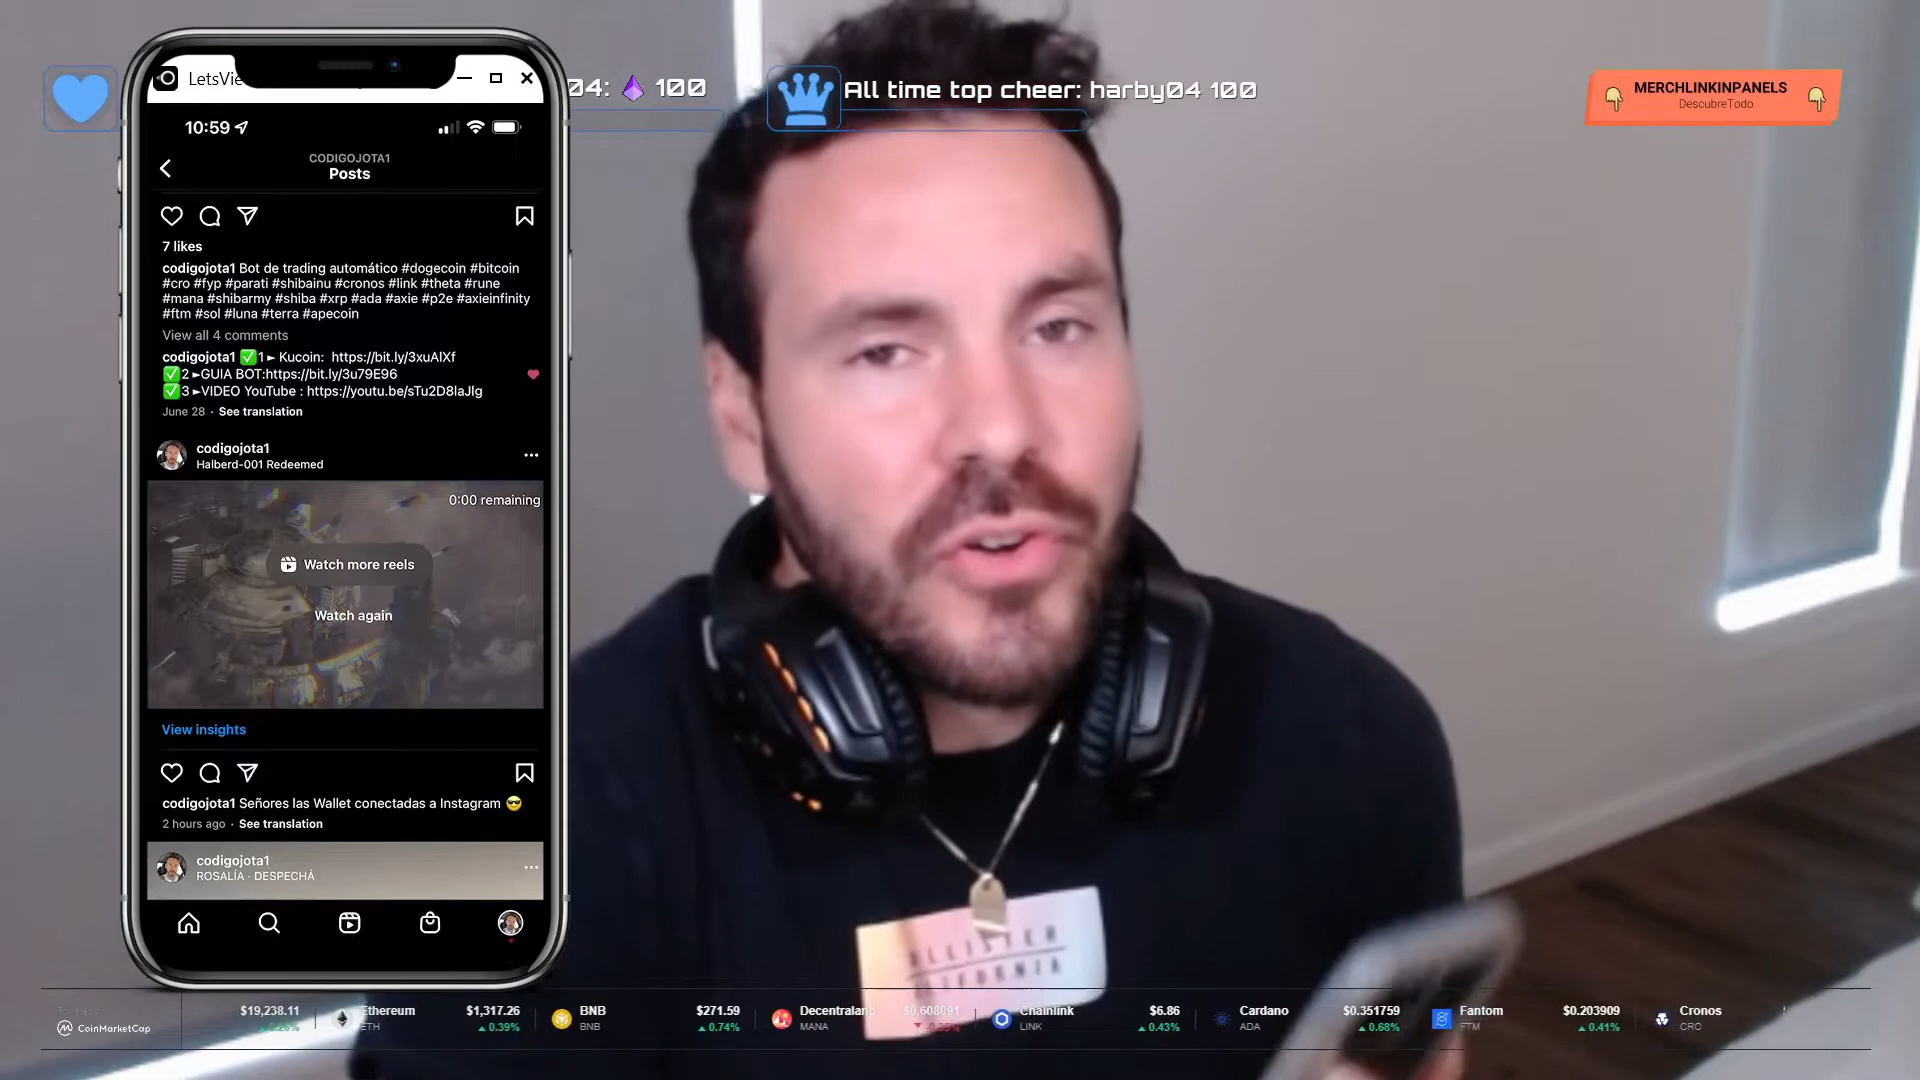 LetsVie
04: 100
All time top cheer: harby04 100
MERCHLINKINPANELS
DescubreTodo
10:59
CODIGOJOTA1
Posts
7 likes
codigojota1 Bot de trading automático #dogecoin #bitcoin
#cro #fyp #parati #shibainu #cronos #link #theta #rune
#mana #shibarmy #shiba #xrp #ada #axie #p2e #axieinfinity
#ftm #sol #luna #terra #apecoin
View all 4 comments
codigojota1 ✅1► Kucoin: https://bit.ly/3xuAlXf
✅2 ►GUIA BOT:https://bit.ly/3u79E96
✅3 ►VIDEO YouTube : https://youtu.be/sTu2D8laJlg
June 28 · See translation
codigojota1
Halberd-001 Redeemed
0:00 remaining
Watch more reels
Watch again
View insights
codigojota1 Señores las Wallet conectadas a Instagram 😎
2 hours ago · See translation
codigojota1
ROSALÍA · DESPECHÁ
CoinMarketCap
$19,238.11
Ethereum $1,317.26
ETH ▲ 0.39%
BNB $271.59
BNB ▲ 0.74%
Decentraland $0.608091
MANA
Chainlink $6.86
LINK ▲ 0.43%
Cardano $0.351759
ADA ▲ 0.68%
Fantom $0.203909
FTM ▲ 0.41%
Cronos
CRO